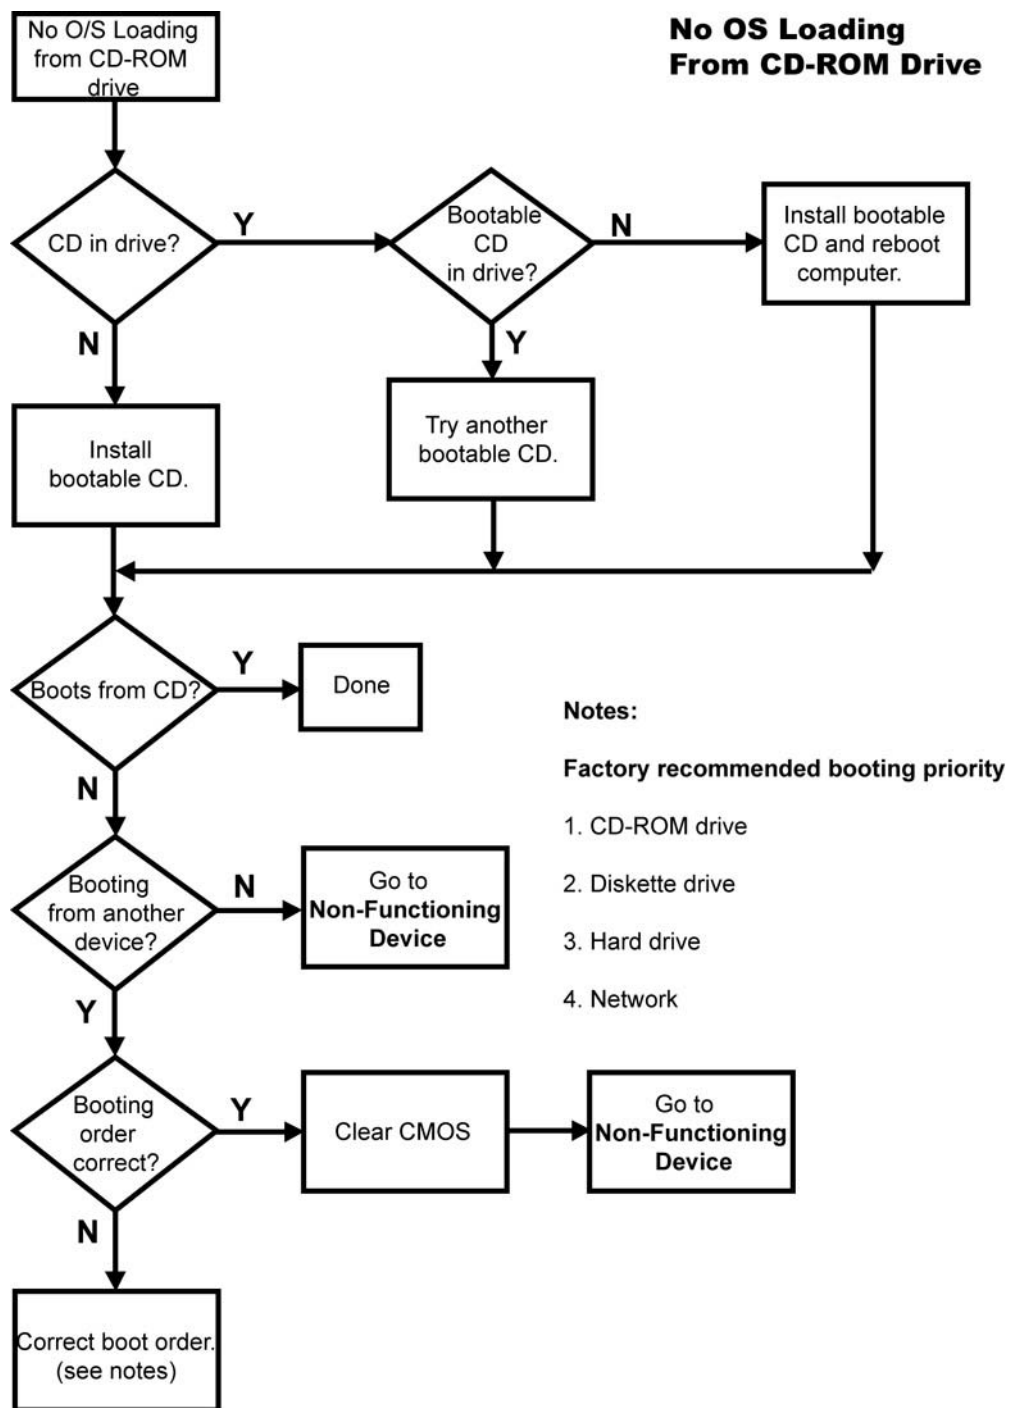 No OS Loading
From CD-ROM Drive
No O/S Loading
from CD-ROM
drive
CD in drive?
Y
Bootable
CD
in drive?
N
Install bootable
CD and reboot
computer.
N
Y
Install
bootable CD.
Try another
bootable CD.
Boots from CD?
Y
Done
N
Booting
from another
device?
N
Go to
Non-Functioning
Device
Y
Booting
order
correct?
Y
Clear CMOS
Go to
Non-Functioning
Device
N
Correct boot order.
(see notes)
Notes:
Factory recommended booting priority
1. CD-ROM drive
2. Diskette drive
3. Hard drive
4. Network